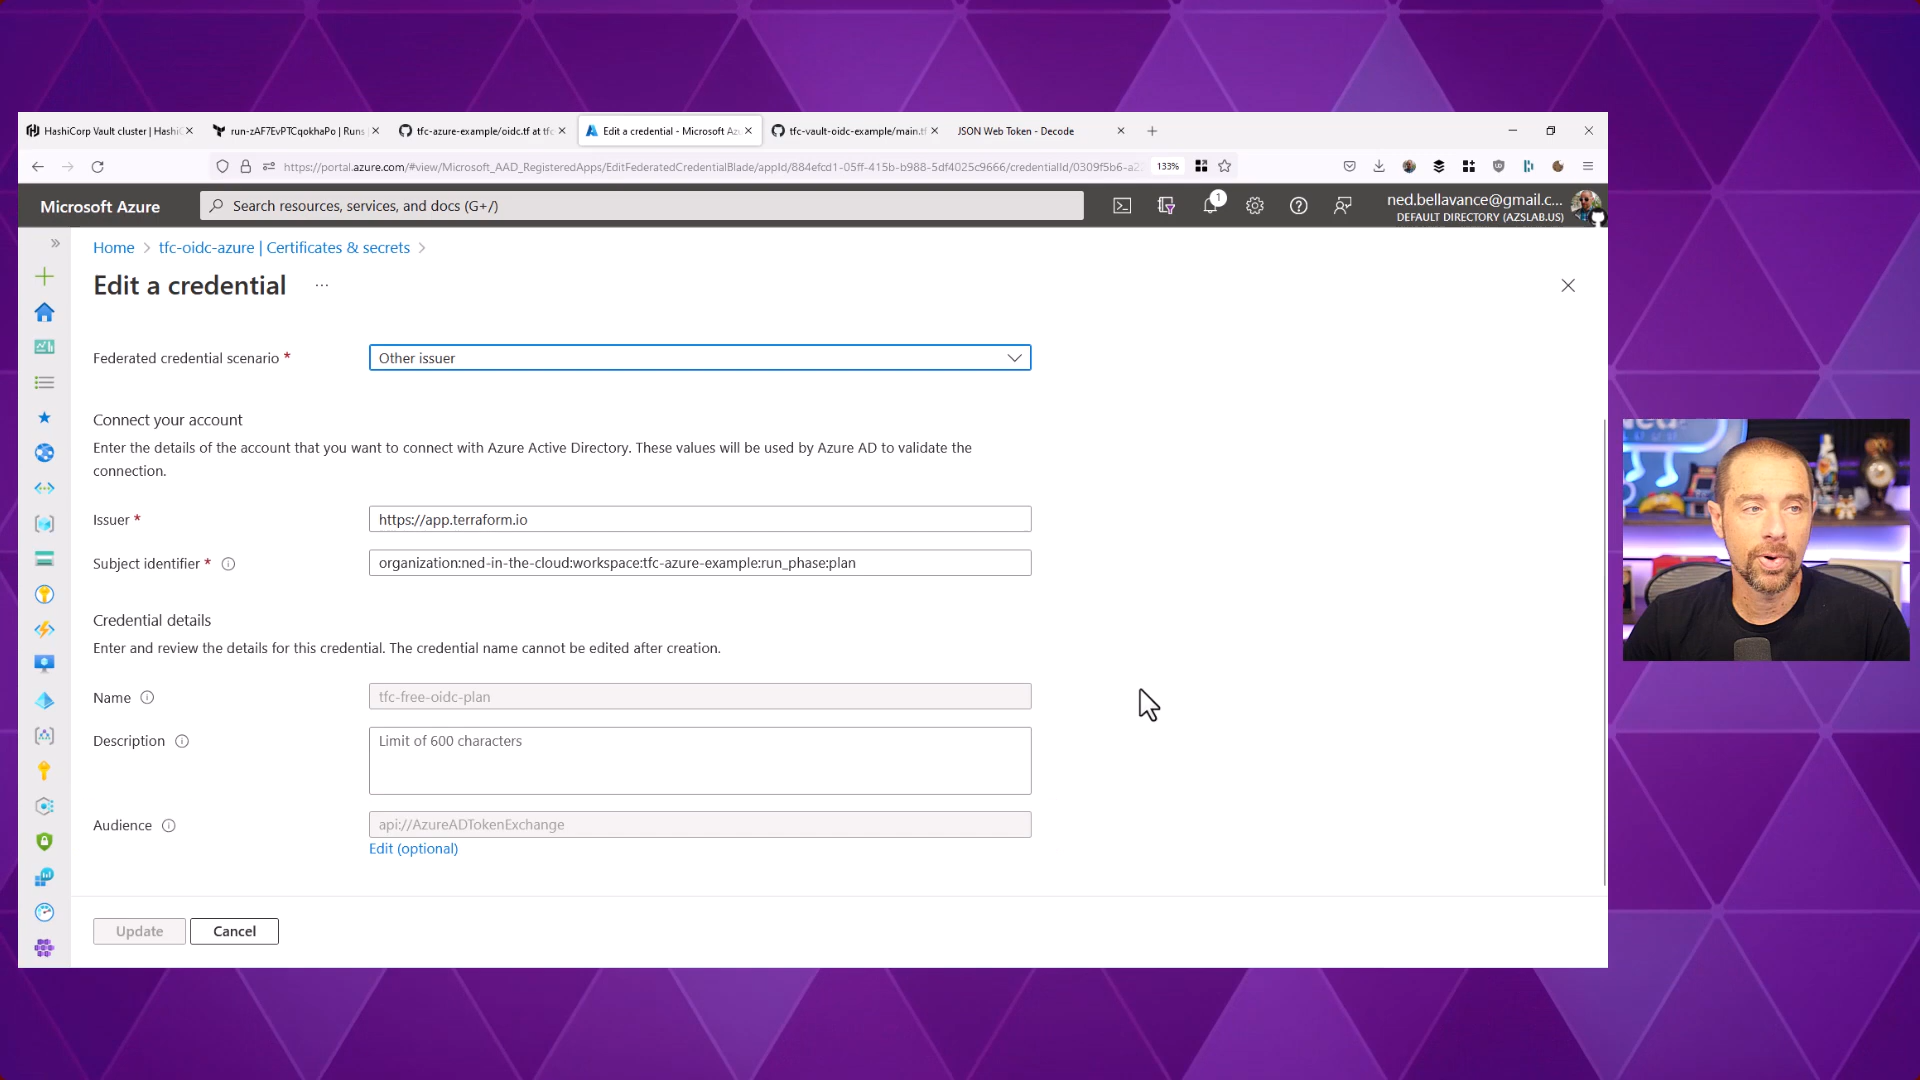 HashiCorp Vault cluster | HashiC
run-zAF7EvPTCqokhaPo | Runs
tfc-azure-example/oidc.tf at tfc
Edit a credential - Microsoft Az
tfc-vault-oidc-example/main.tf
JSON Web Token - Decode
https://portal.azure.com/#view/Microsoft_AAD_RegisteredApps/EditFederatedCredentialBlade/appId/884efcd1-05ff-415b-b988-5df4025c9666/credentialId/0309f5b6-a22
133%
Microsoft Azure
Search resources, services, and docs (G+/)
1
ned.bellavance@gmail.c...
DEFAULT DIRECTORY (AZSLAB.US)
Home > tfc-oidc-azure | Certificates & secrets >
Edit a credential ...
Federated credential scenario *
Other issuer
Connect your account
Enter the details of the account that you want to connect with Azure Active Directory. These values will be used by Azure AD to validate the
connection.
Issuer *
https://app.terraform.io
Subject identifier *
organization:ned-in-the-cloud:workspace:tfc-azure-example:run_phase:plan
Credential details
Enter and review the details for this credential. The credential name cannot be edited after creation.
Name
tfc-free-oidc-plan
Description
Limit of 600 characters
Audience
api://AzureADTokenExchange
Edit (optional)
Update
Cancel